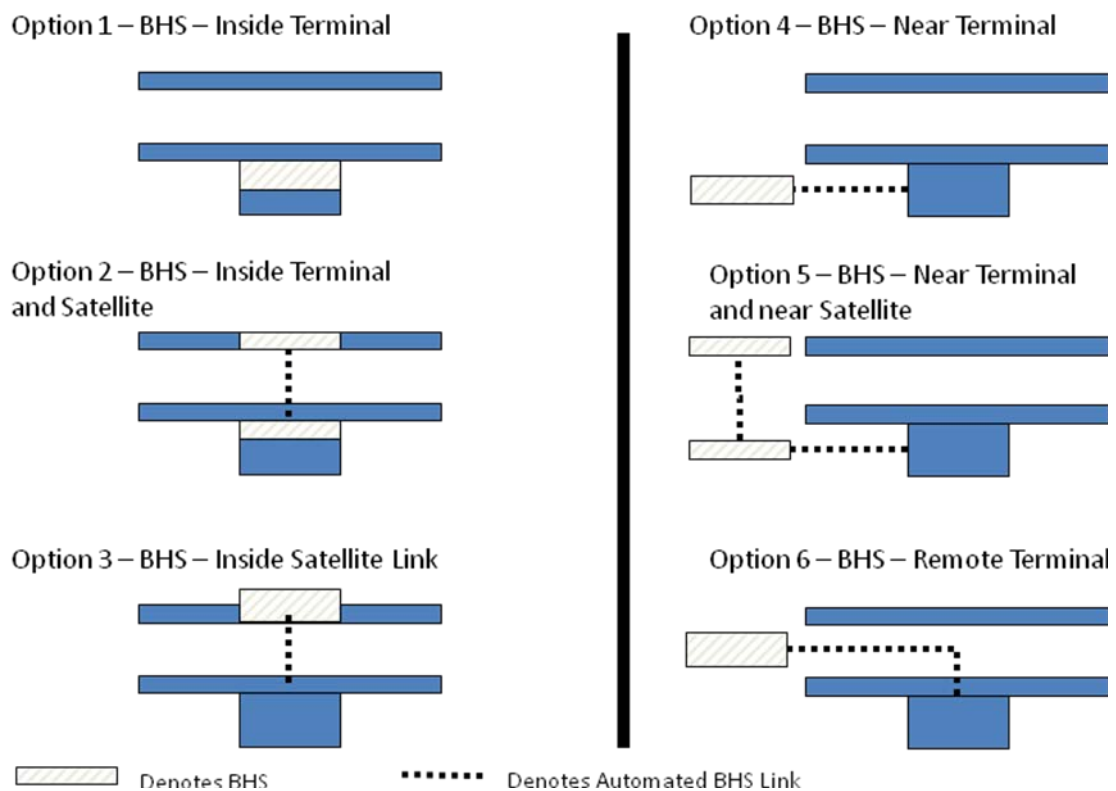 Option 1 – BHS – Inside Terminal
Option 2 – BHS – Inside Terminal
and Satellite
Option 3 – BHS – Inside Satellite Link
Option 4 – BHS – Near Terminal
Option 5 – BHS – Near Terminal
and near Satellite
Option 6 – BHS – Remote Terminal
Denotes BHS
Denotes Automated BHS Link